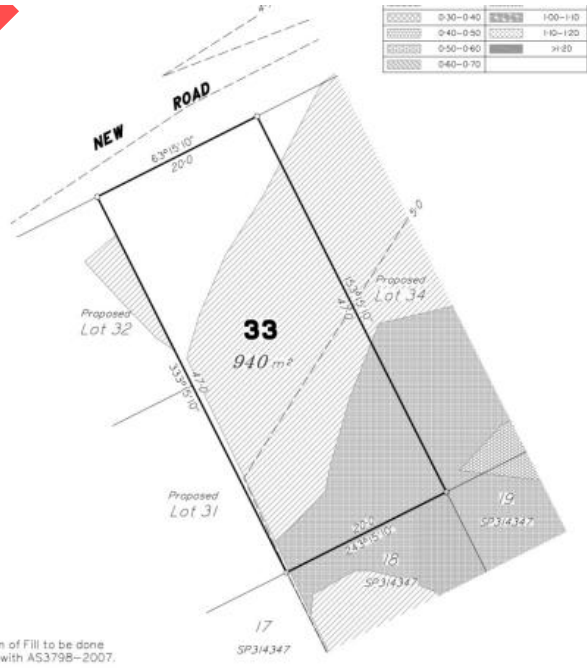 0·30-0·40 1·00-1·10
0·40-0·50 1·10-1·20
0·50-0·60 >1·20
0·60-0·70
NEW ROAD
63°15'10"
20·0
5·0
153°15'10"
47·0
Proposed
Lot 34
Proposed
Lot 32
33
940 m²
47·0
333°15'10"
Proposed
Lot 31
20·0
243°15'10"
19
SP314347
18
SP314347
17
SP314347
of Fill to be done
with AS3798-2007.